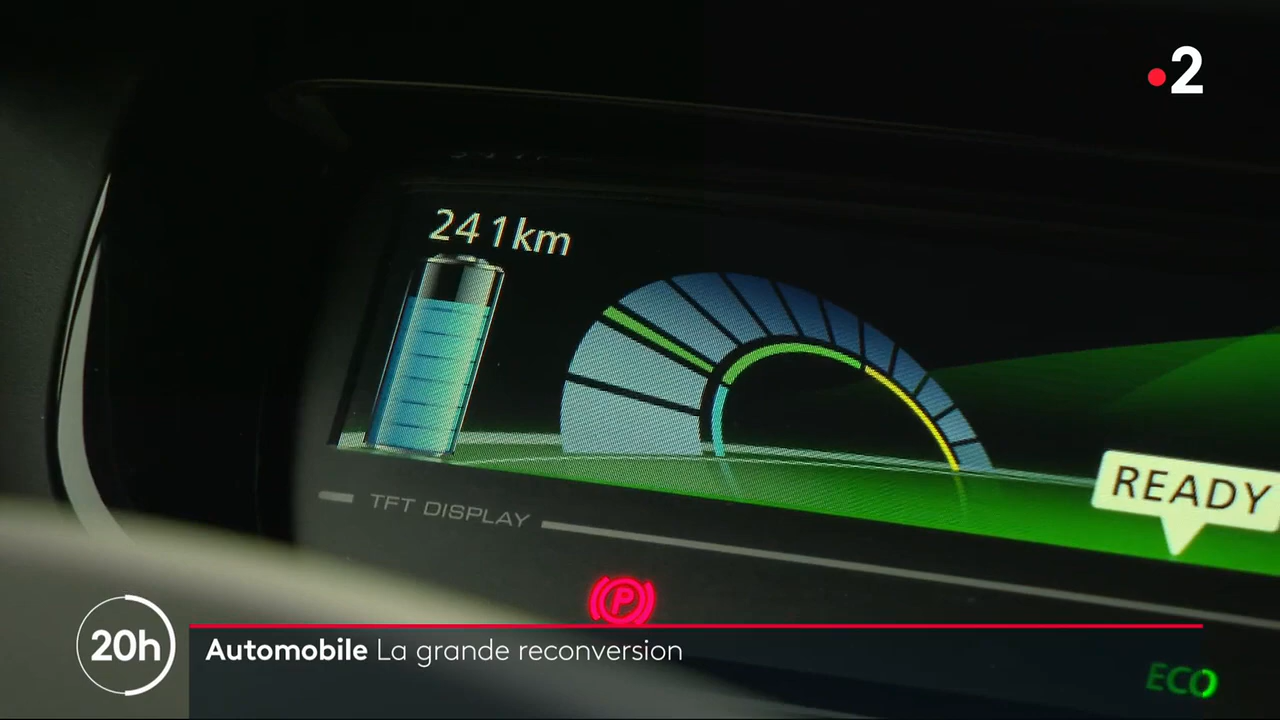 2
241km
READY
TFT DISPLAY
P
20h
Automobile La grande reconversion
ECO